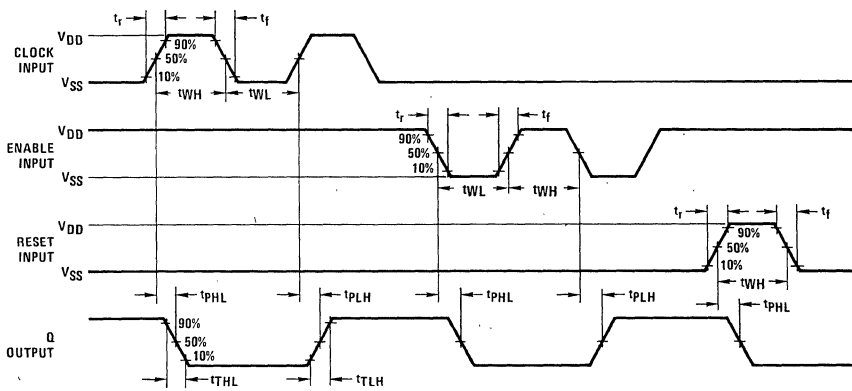 tr tf
VDD
CLOCK INPUT
90%
50%
10%
VSS
tWH tWL
tr tf
VDD
ENABLE INPUT
90%
50%
10%
VSS
tWL tWH
tr tf
VDD
RESET INPUT
90%
50%
10%
VSS
tWH
tPHL tPLH tPHL tPLH tPHL
Q OUTPUT
90%
50%
10%
tTHL tTLH